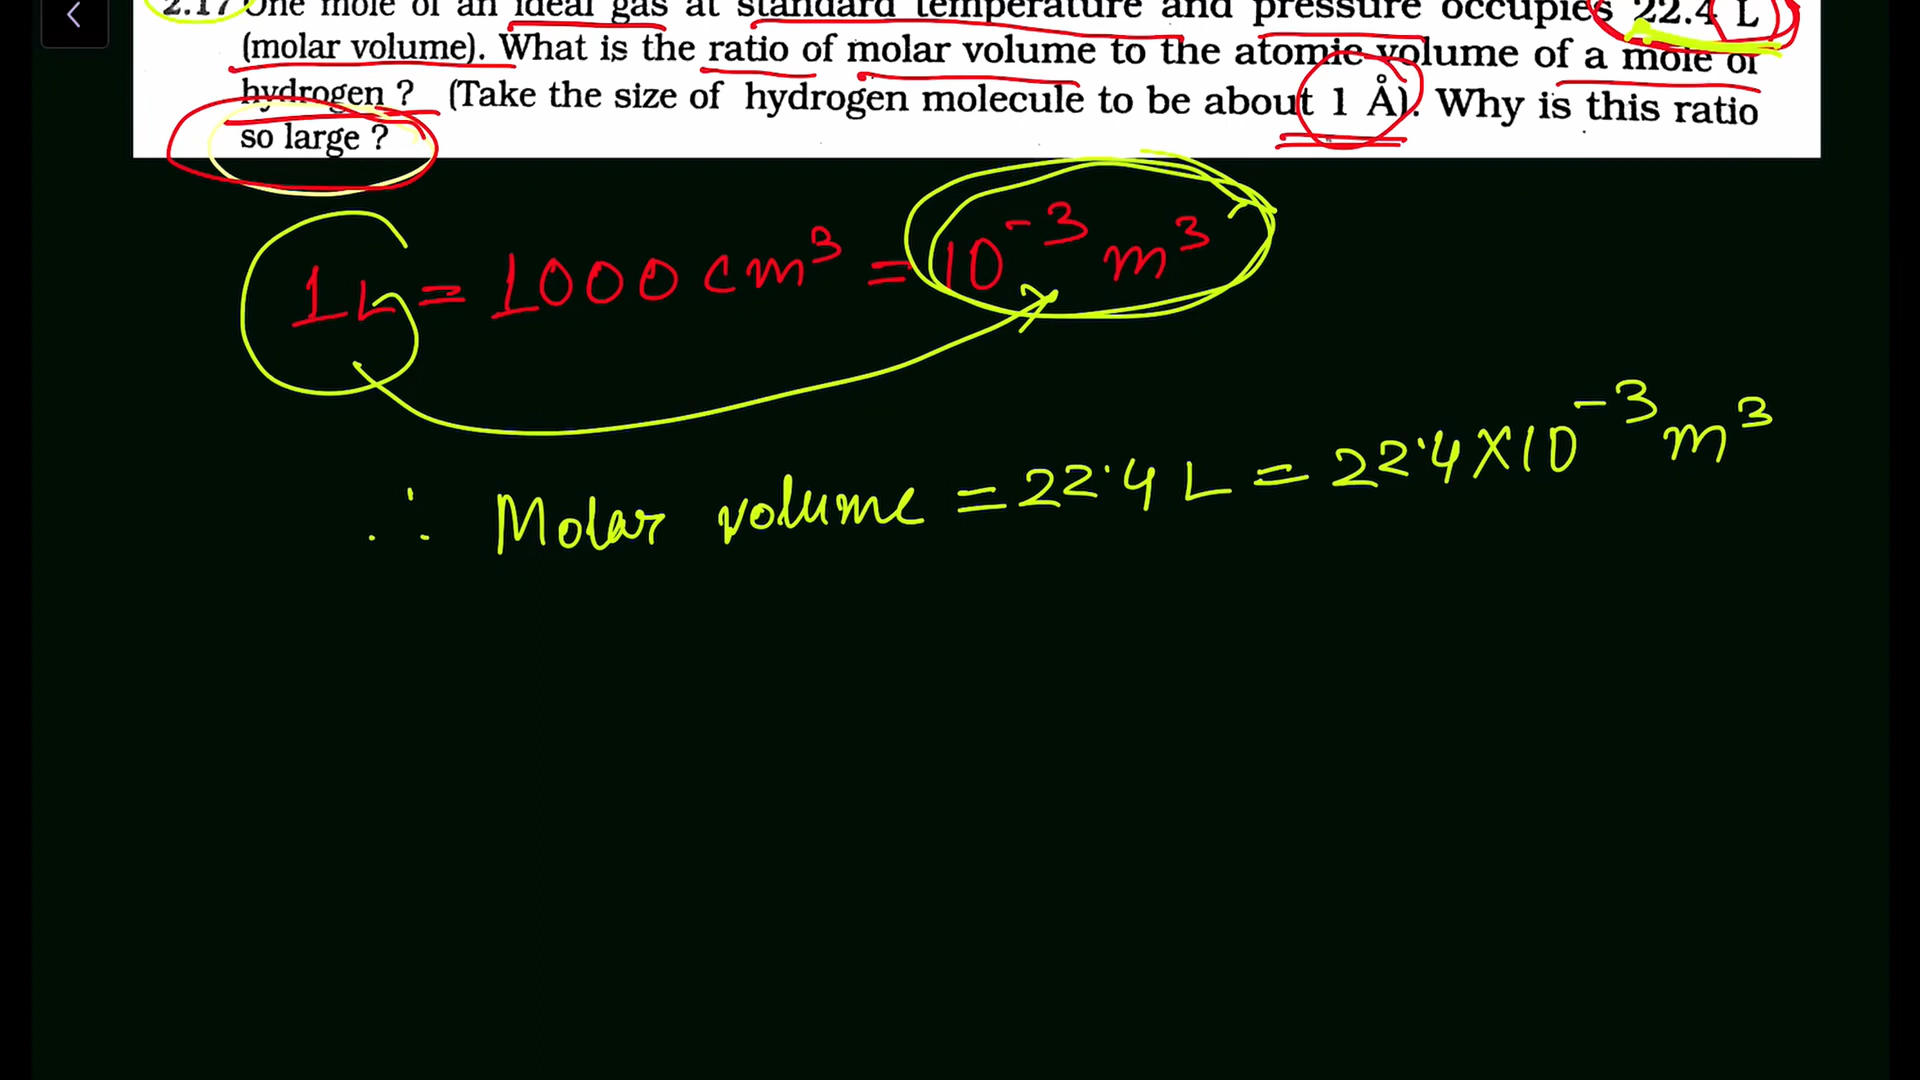 2.17 One mole of an ideal gas at standard temperature and pressure occupies 22.4 L
(molar volume). What is the ratio of molar volume to the atomic volume of a mole of
hydrogen ? (Take the size of hydrogen molecule to be about 1 Å). Why is this ratio
so large ?
1L = 1000 cm³ = 10⁻³ m³
∴ Molar volume = 22.4 L = 22.4 × 10⁻³ m³